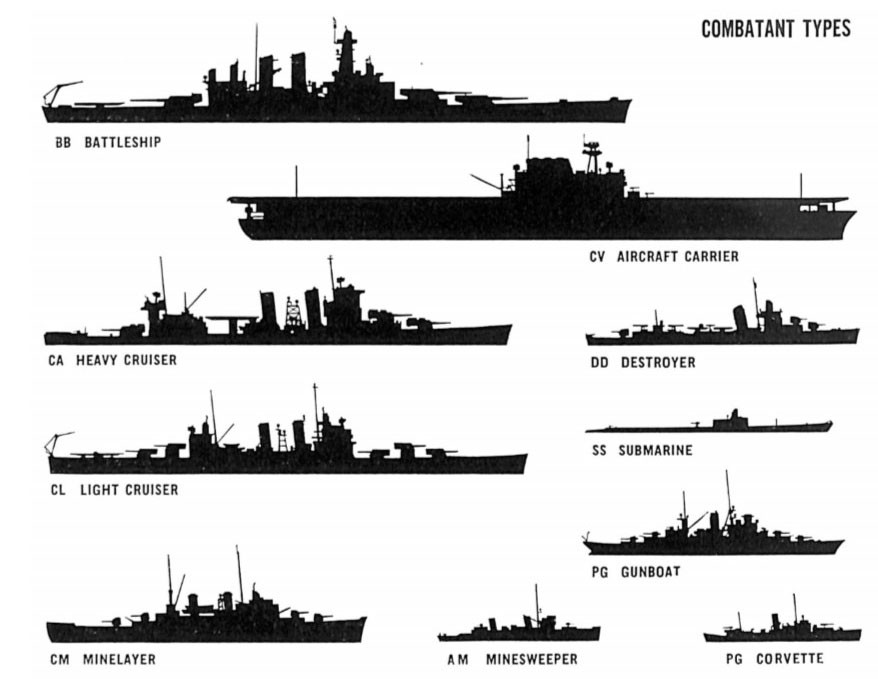 COMBATANT TYPES
BB BATTLESHIP
CV AIRCRAFT CARRIER
CA HEAVY CRUISER
DD DESTROYER
SS SUBMARINE
CL LIGHT CRUISER
PG GUNBOAT
CM MINELAYER
AM MINESWEEPER
PG CORVETTE